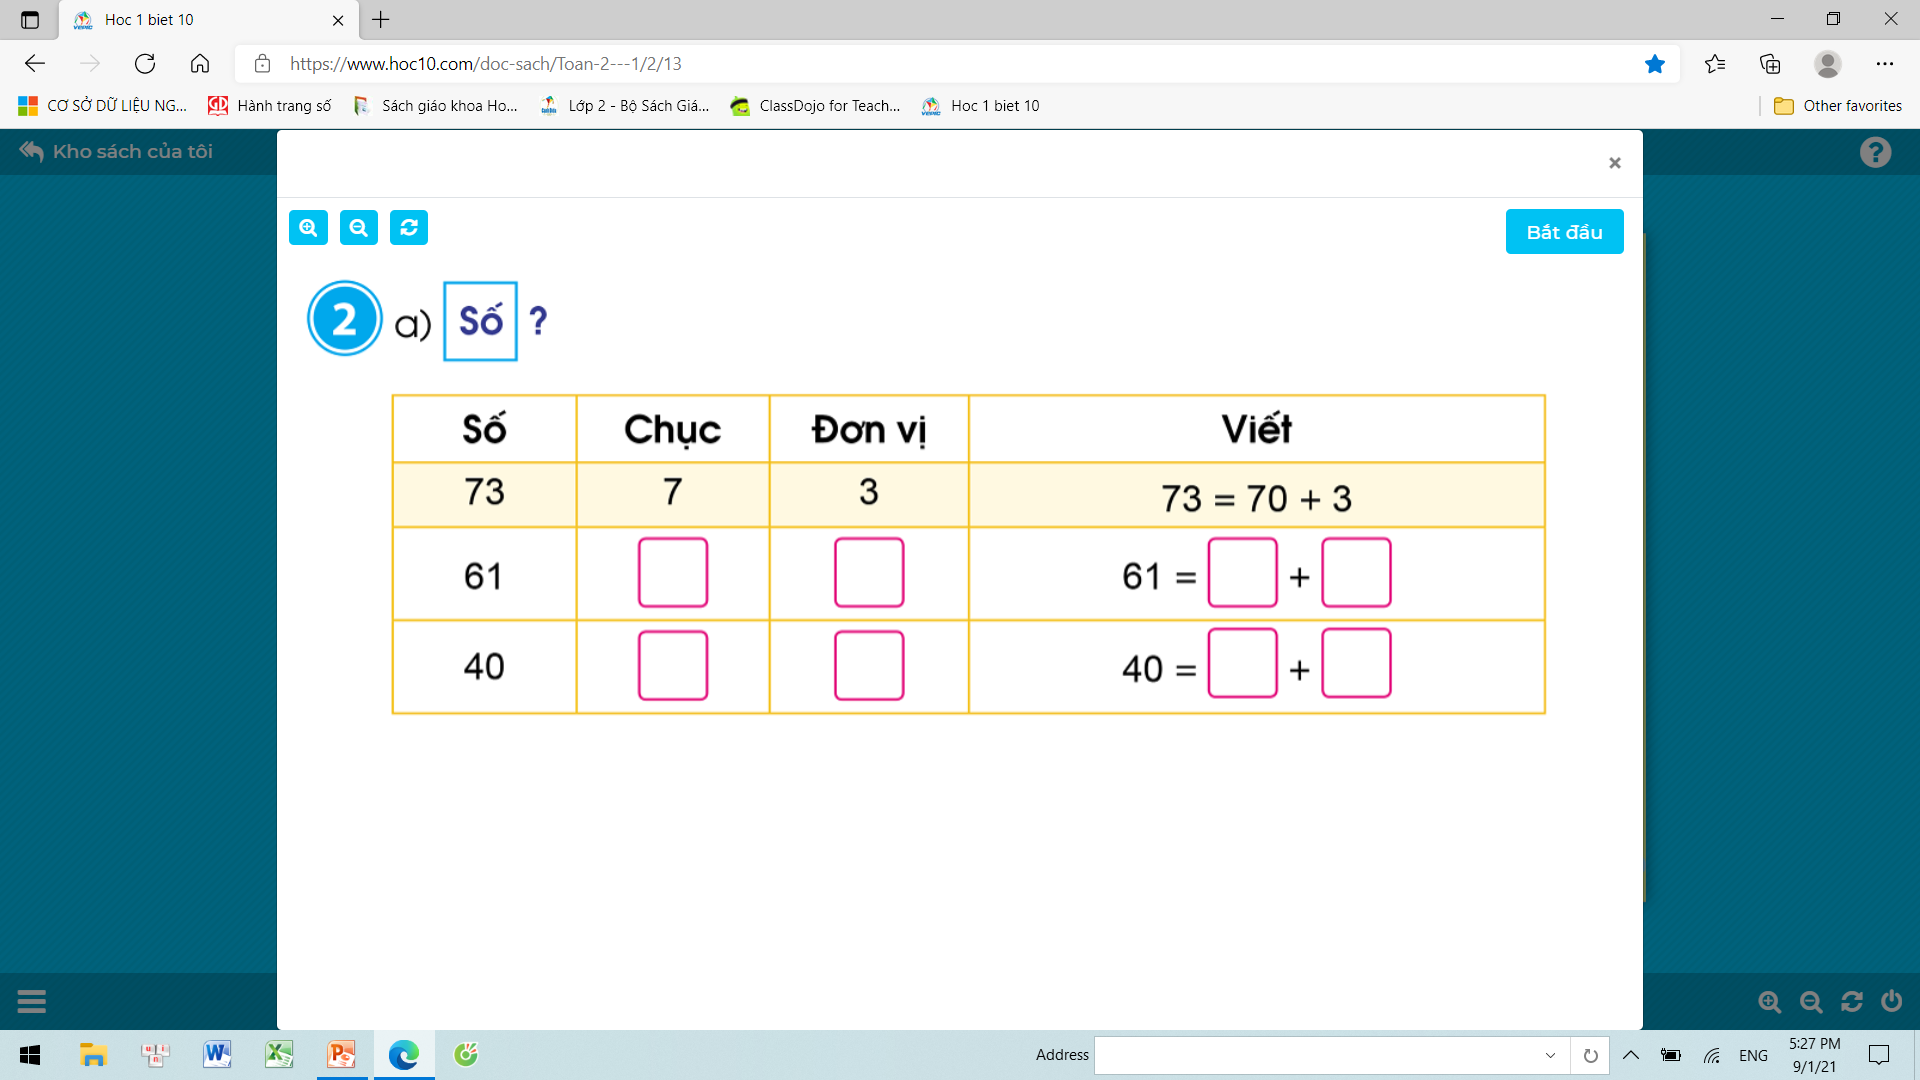 Hoc 1 biet 10
https://www.hoc10.com/doc-sach/Toan-2---1/2/13
CƠ SỞ DỮ LIỆU NG... Hành trang số Sách giáo khoa Ho... Lớp 2 - Bộ Sách Giá... ClassDojo for Teach... Hoc 1 biet 10 Other favorites
Kho sách của tôi ?
×
Bắt đầu
2 a) Số ?
Số Chục Đơn vị Viết
73 7 3 73 = 70 + 3
61 61 = +
40 40 = +
Address ENG 5:27 PM
9/1/21